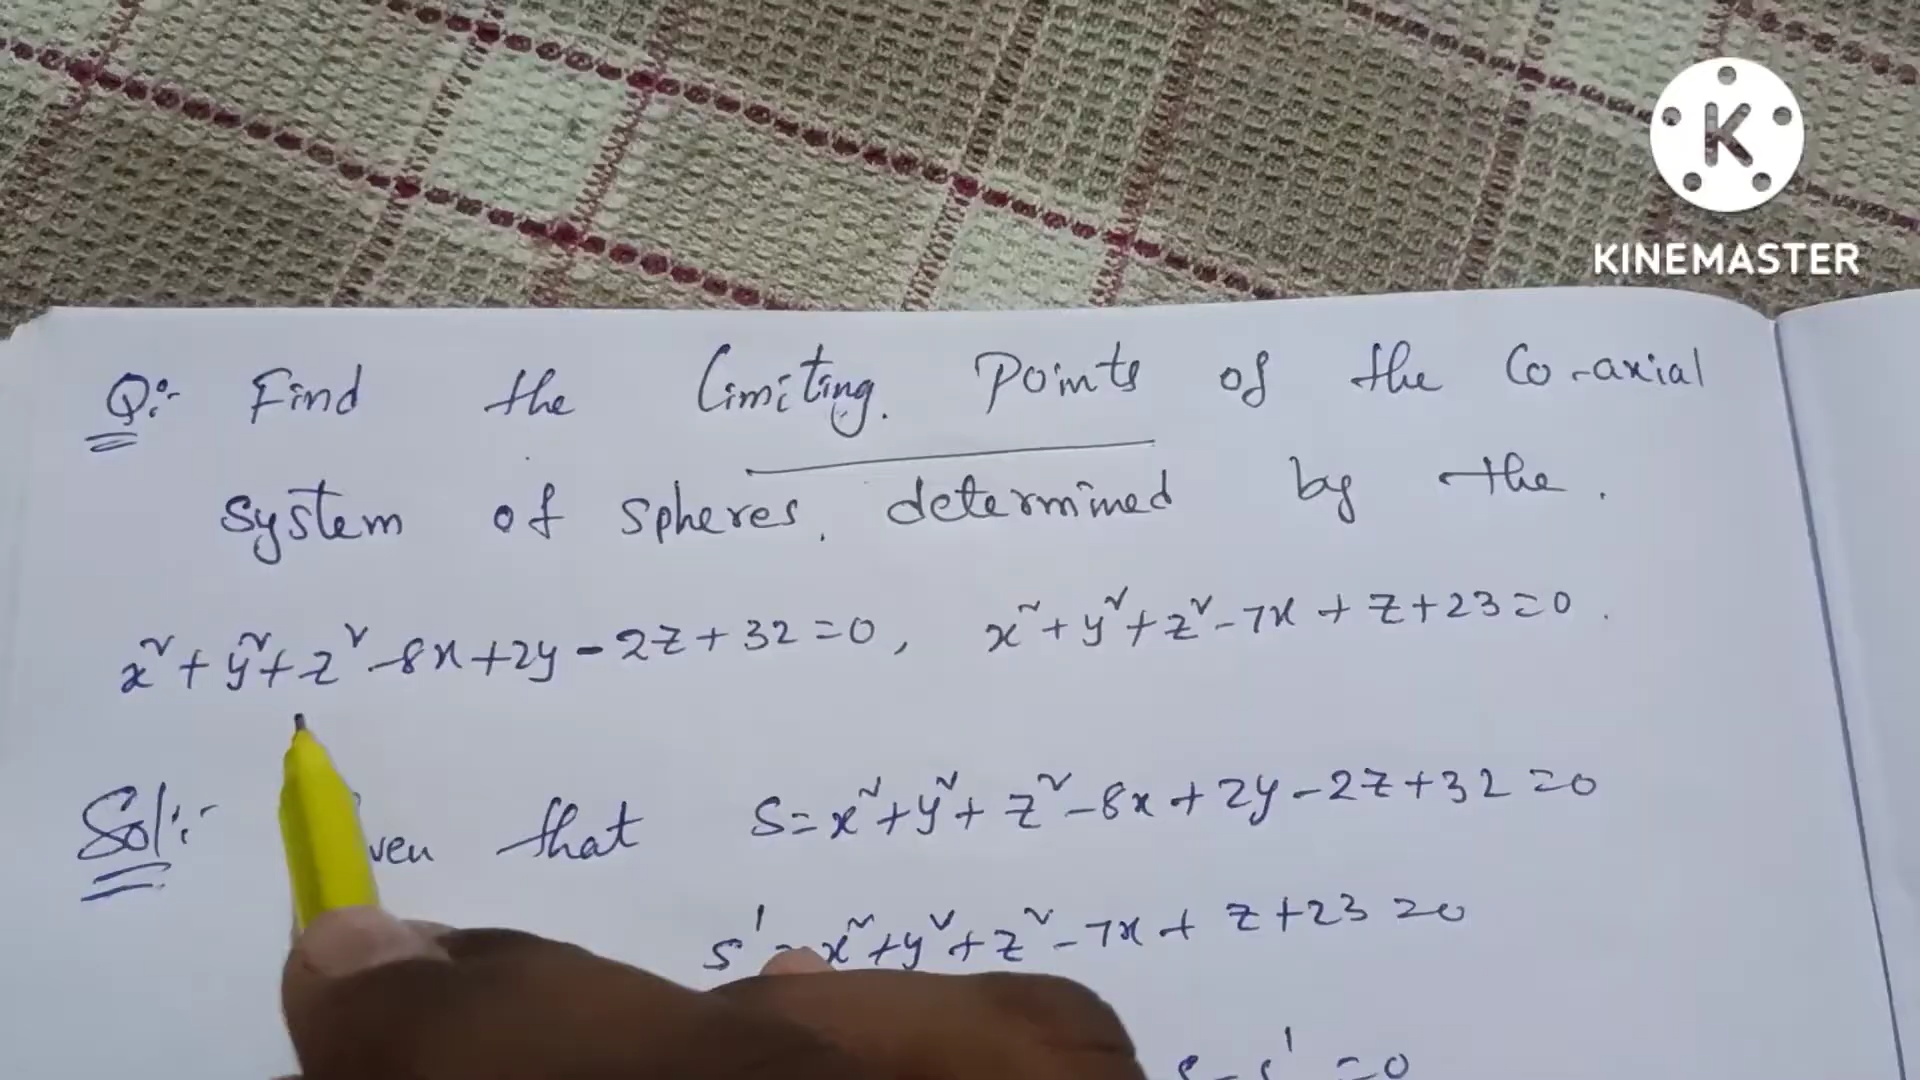 K
KINEMASTER
Q:- Find the Limiting. Points of the Co-axial
system of spheres, determined by the.
x²+y²+z²-8x+2y-2z+32=0, x²+y²+z²-7x+z+23=0.
Sol:- that S=x²+y²+z²-8x+2y-2z+32=0
S'=x²+y²+z²-7x+z+23=0
S-S'=0